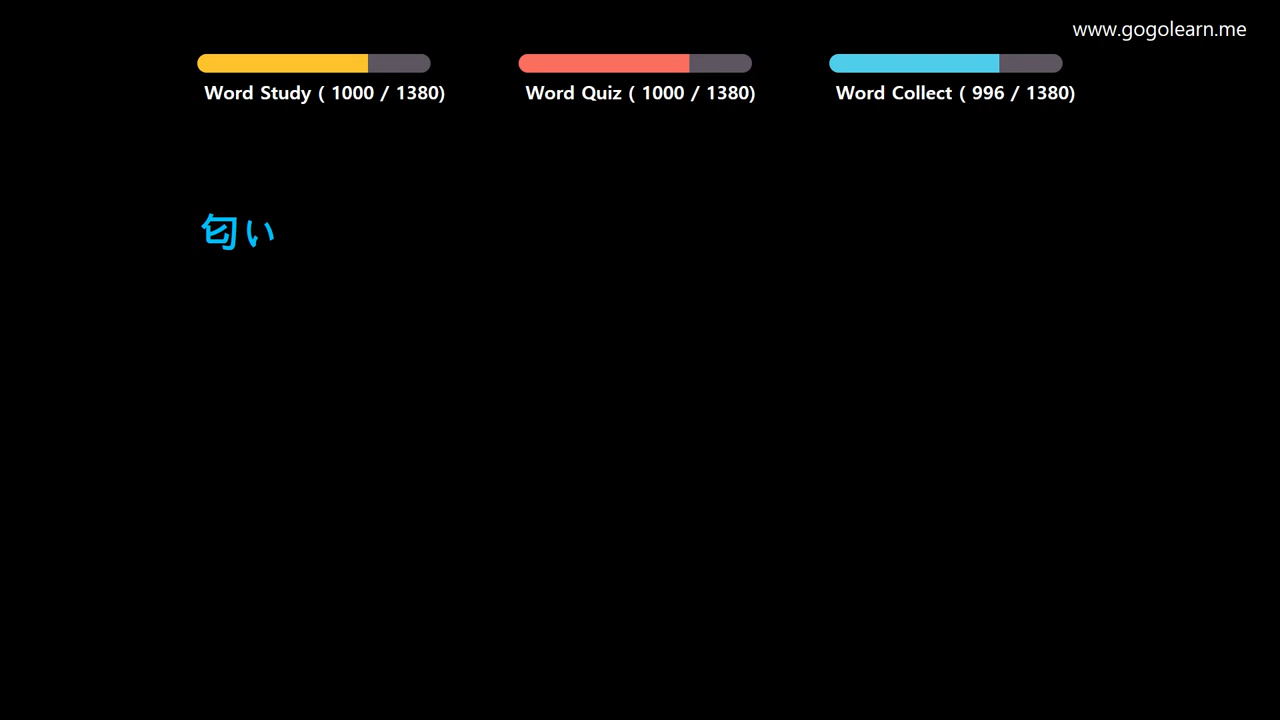 www.gogolearn.me
Word Study ( 1000 / 1380)
Word Quiz ( 1000 / 1380)
Word Collect ( 996 / 1380)
匂い